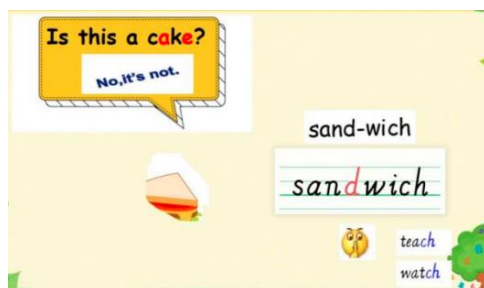 Is this a cake?
No,it's not.
sand-wich
sandwich
teach
watch